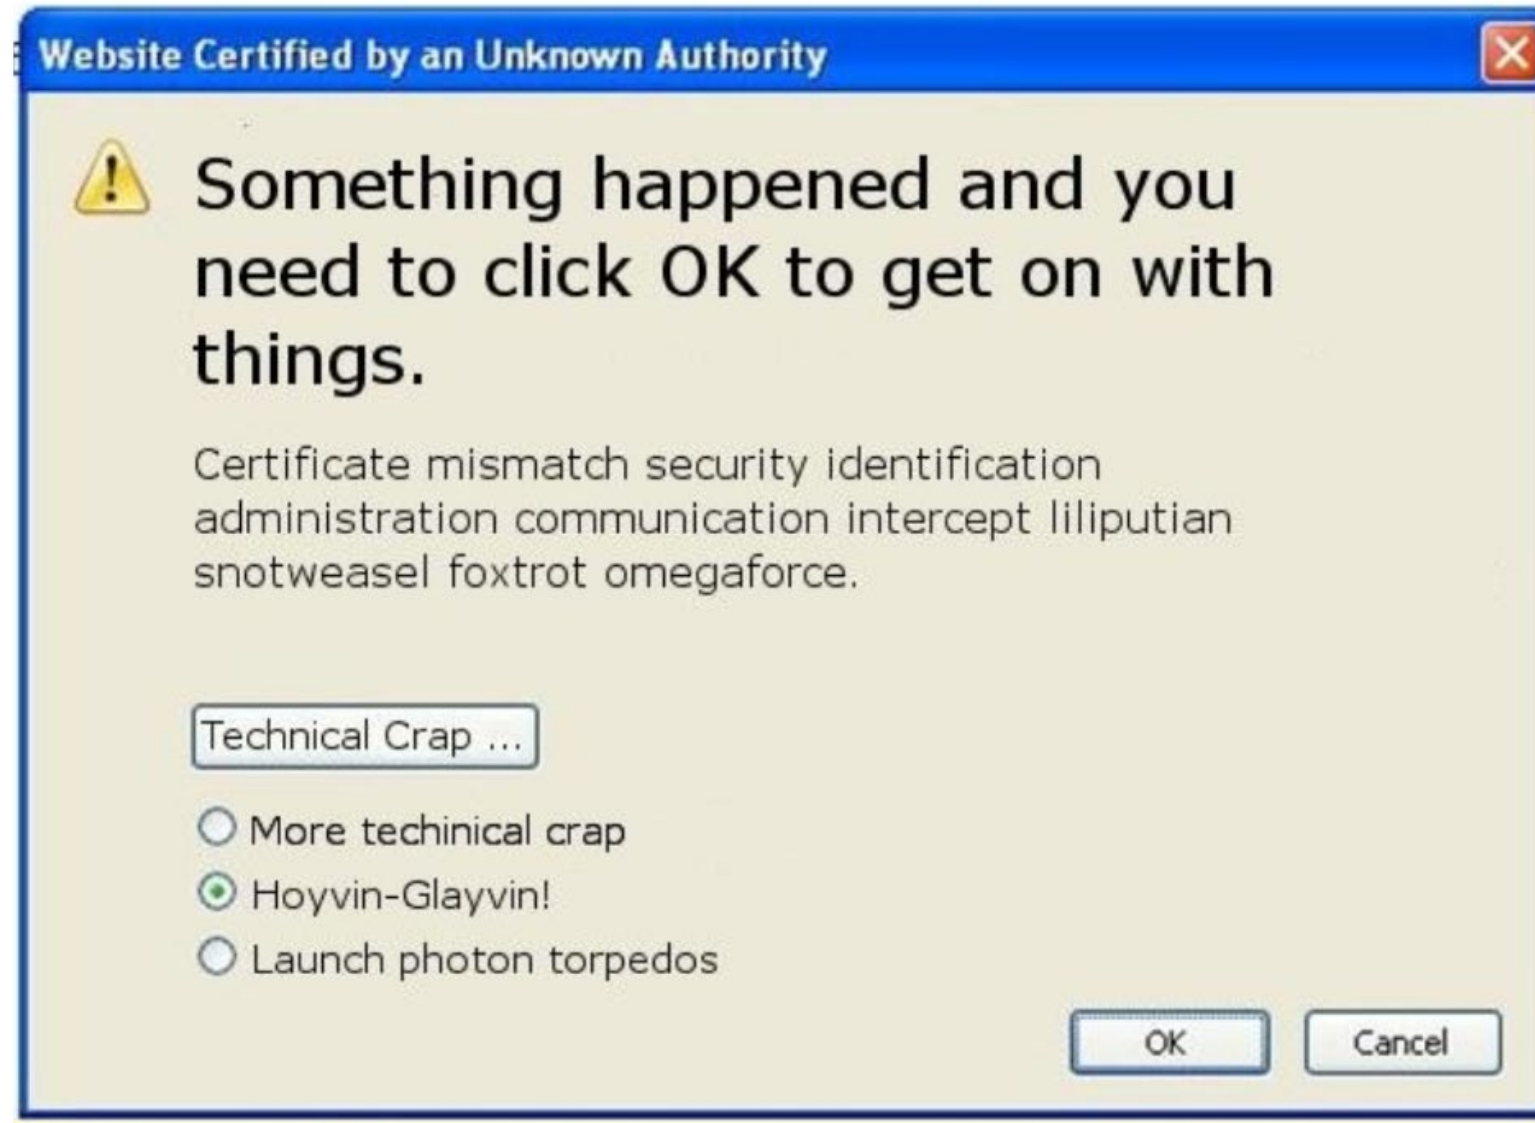 Website Certified by an Unknown Authority
Something happened and you
need to click OK to get on with
things.
Certificate mismatch security identification
administration communication intercept liliputian
snotweasel foxtrot omegaforce.
Technical Crap ...
More techinical crap
Hoyvin-Glayvin!
Launch photon torpedos
OK Cancel